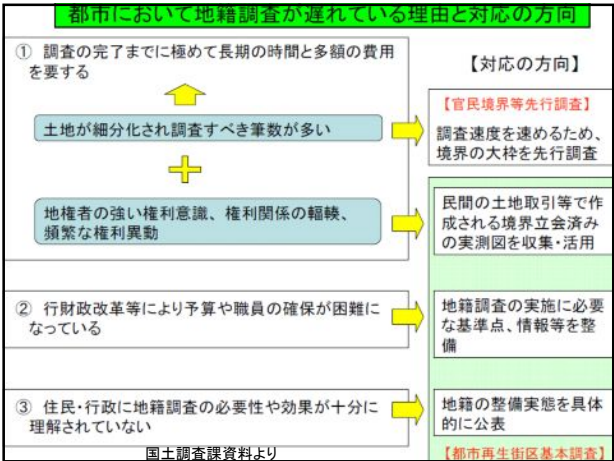 都市において地籍調査が遅れている理由と対応の方向
① 調査の完了までに極めて長期の時間と多額の費用
を要する
土地が細分化され調査すべき筆数が多い
地権者の強い権利意識、権利関係の輻輳、
頻繁な権利異動
② 行財政改革等により予算や職員の確保が困難に
なっている
③ 住民・行政に地籍調査の必要性や効果が十分に
理解されていない
国土調査課資料より
【対応の方向】
【官民境界等先行調査】
調査速度を速めるため、
境界の大枠を先行調査
民間の土地取引等で作
成される境界立会済み
の実測図を収集・活用
地籍調査の実施に必要
な基準点、情報等を整
備
地籍の整備実態を具体
的に公表
【都市再生街区基本調査】